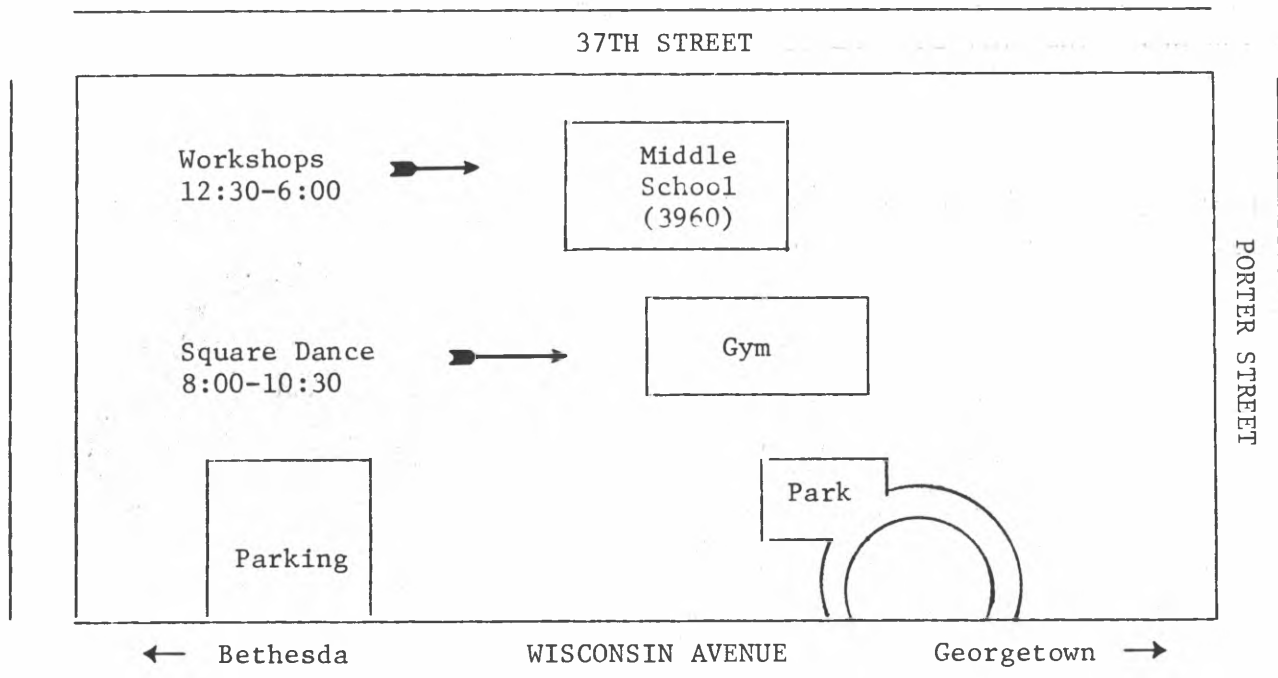 37TH STREET
Workshops
12:30-6:00
Middle
School
(3960)
PORTER STREET
Square Dance
8:00-10:30
Gym
Park
Parking
← Bethesda
WISCONSIN AVENUE
Georgetown →